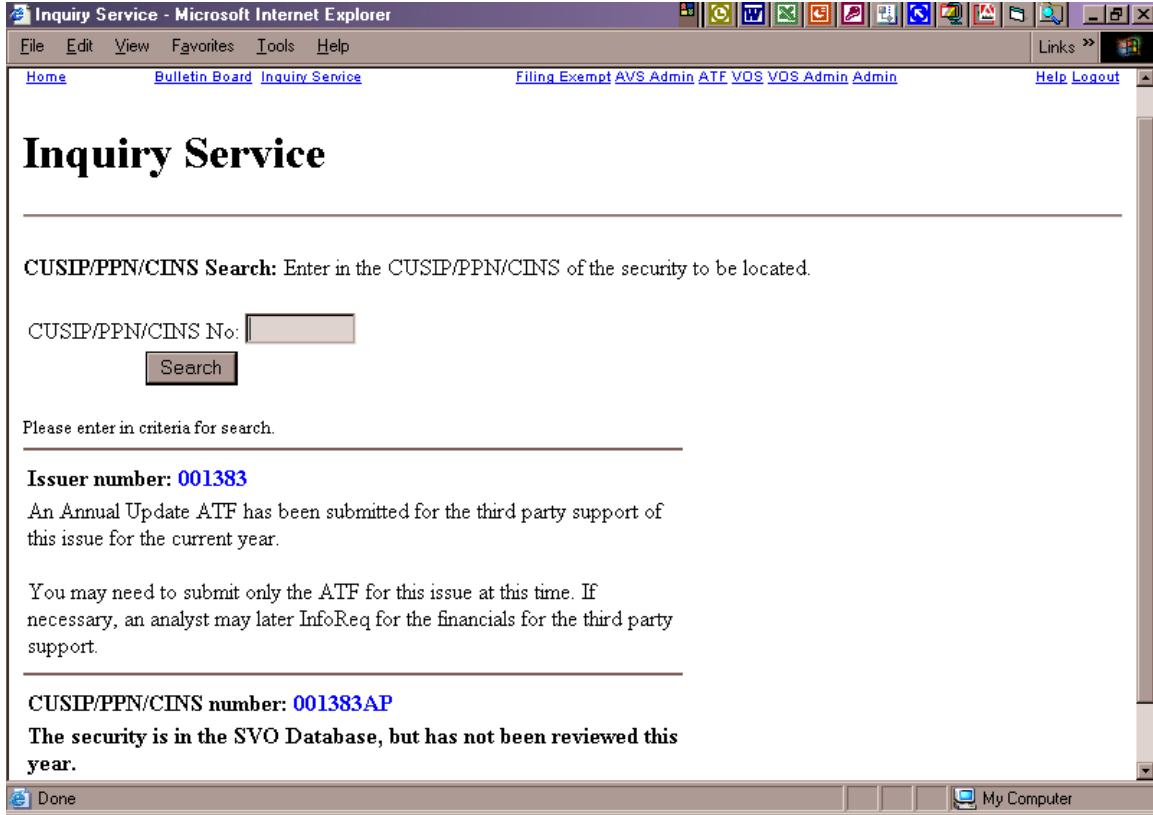 Inquiry Service - Microsoft Internet Explorer
File Edit View Favorites Tools Help Links »
Home Bulletin Board Inquiry Service Filing Exempt AVS Admin ATF VOS VOS Admin Admin Help Logout
Inquiry Service
CUSIP/PPN/CINS Search: Enter in the CUSIP/PPN/CINS of the security to be located.
CUSIP/PPN/CINS No:
Search
Please enter in criteria for search.
Issuer number: 001383
An Annual Update ATF has been submitted for the third party support of
this issue for the current year.
You may need to submit only the ATF for this issue at this time. If
necessary, an analyst may later InfoReq for the financials for the third party
support.
CUSIP/PPN/CINS number: 001383AP
The security is in the SVO Database, but has not been reviewed this
year.
Done My Computer